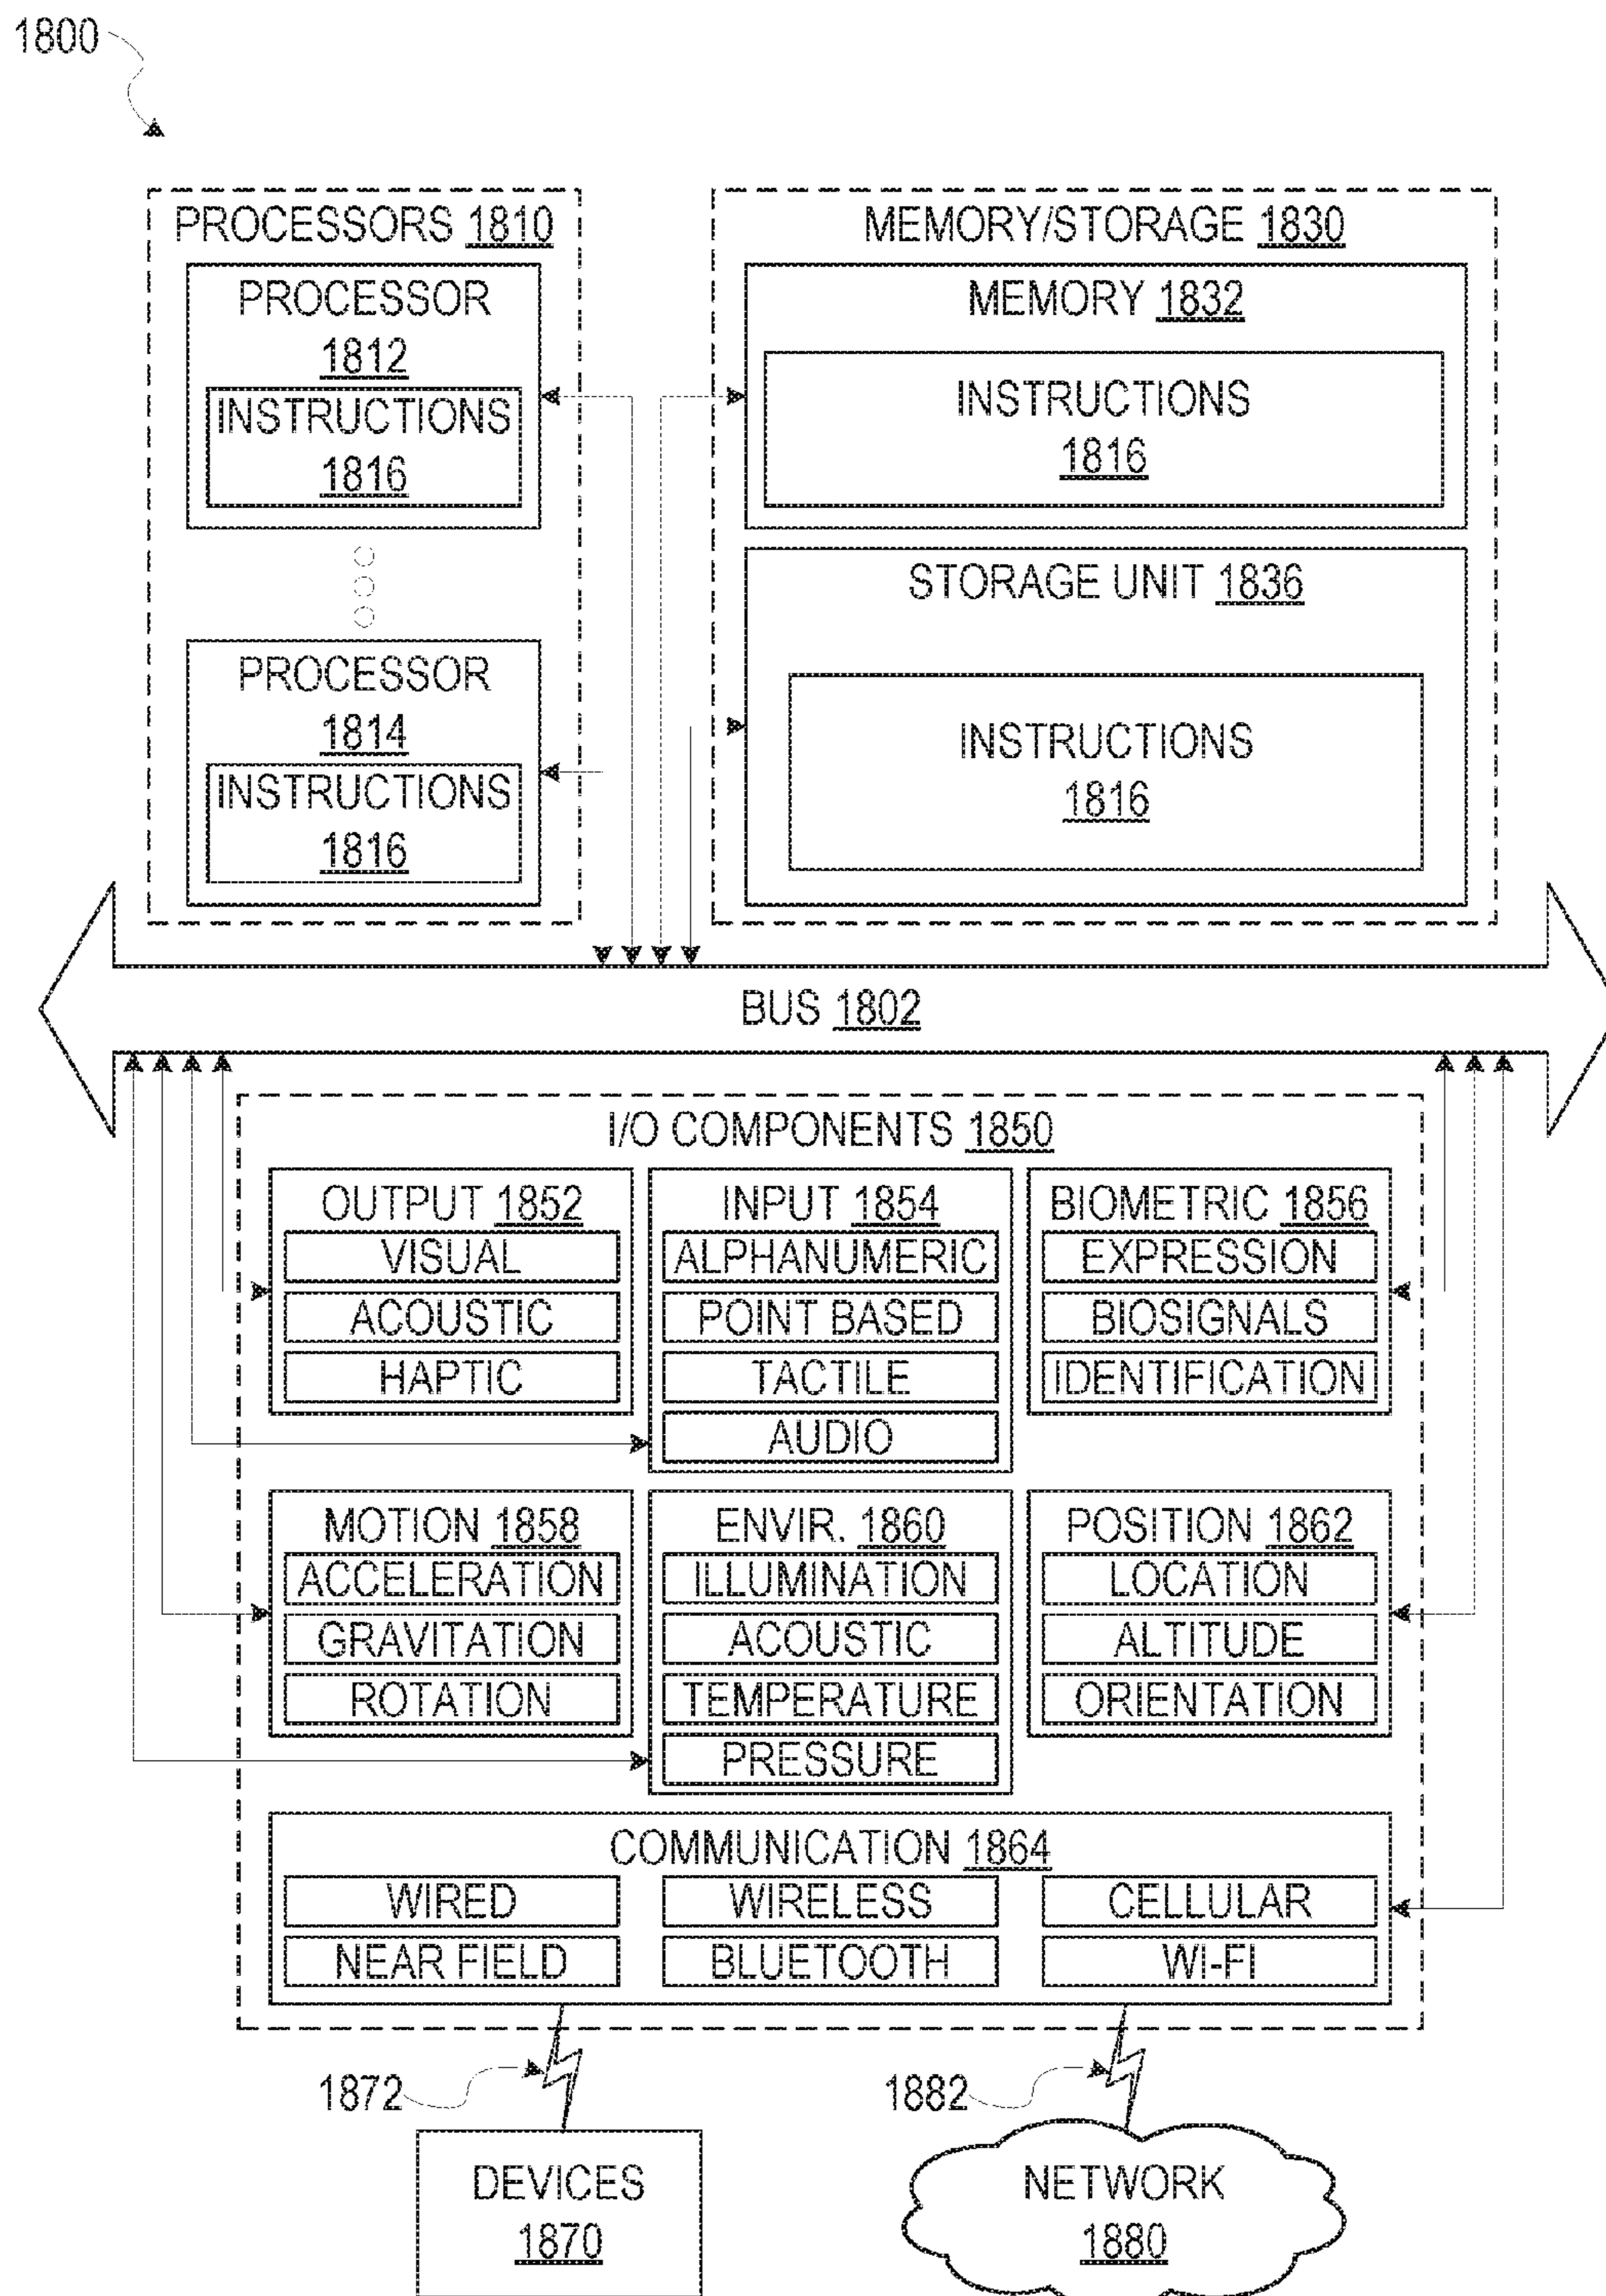 1800
PROCESSORS 1810
PROCESSOR
1812
INSTRUCTIONS
1816
PROCESSOR
1814
INSTRUCTIONS
1816
MEMORY/STORAGE 1830
MEMORY 1832
INSTRUCTIONS
1816
STORAGE UNIT 1836
INSTRUCTIONS
1816
BUS 1802
I/O COMPONENTS 1850
OUTPUT 1852
VISUAL
ACOUSTIC
HAPTIC
INPUT 1854
ALPHANUMERIC
POINT BASED
TACTILE
AUDIO
BIOMETRIC 1856
EXPRESSION
BIOSIGNALS
IDENTIFICATION
MOTION 1858
ACCELERATION
GRAVITATION
ROTATION
ENVIR. 1860
ILLUMINATION
ACOUSTIC
TEMPERATURE
PRESSURE
POSITION 1862
LOCATION
ALTITUDE
ORIENTATION
COMMUNICATION 1864
WIRED
WIRELESS
CELLULAR
NEAR FIELD
BLUETOOTH
WI-FI
1872
1882
DEVICES
1870
NETWORK
1880